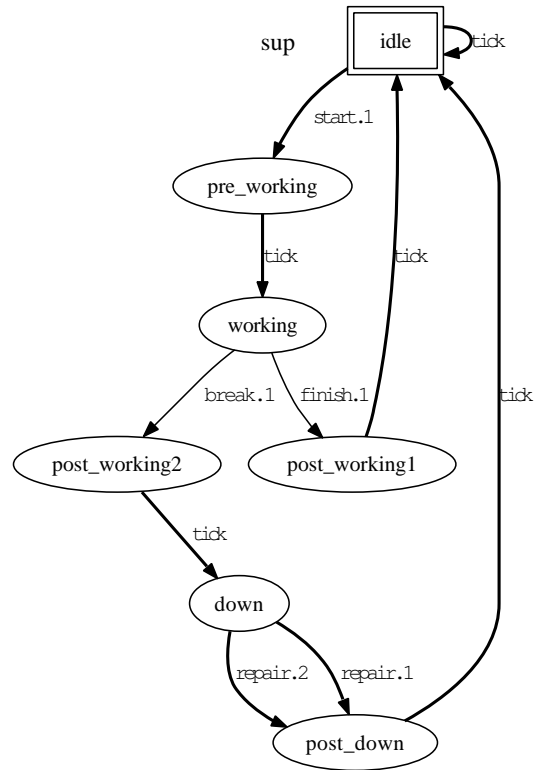 sup
idle
tick
start.1
pre_working
tick
tick
working
break.1
finish.1
tick
post_working2
post_working1
tick
down
repair.2
repair.1
post_down